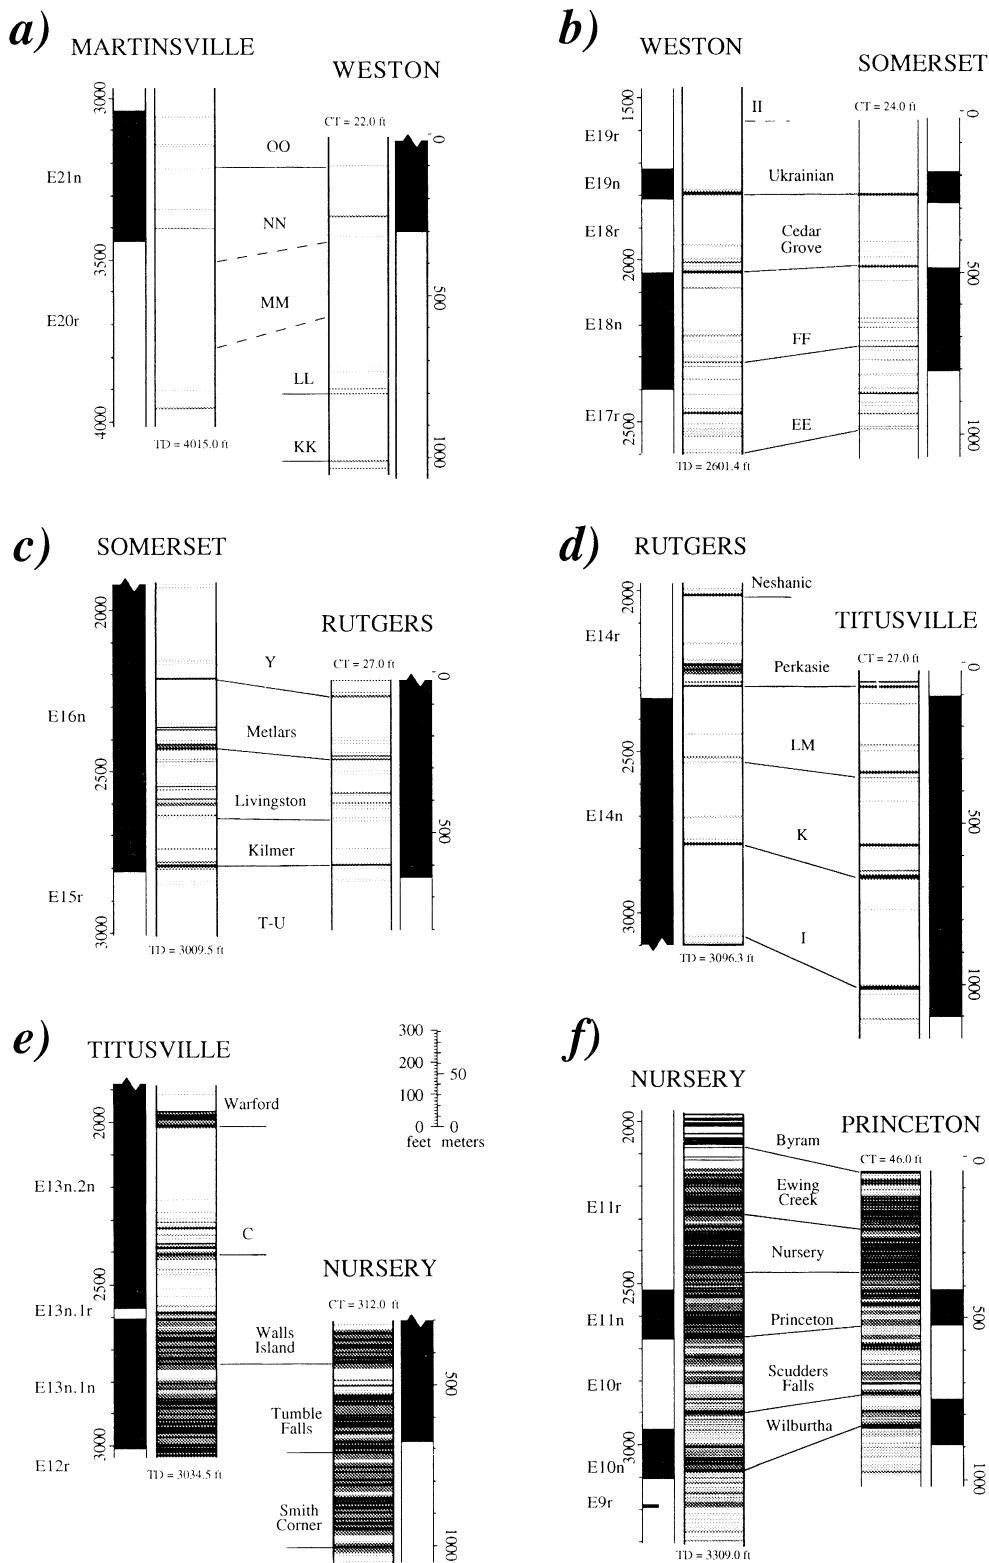 a)
MARTINSVILLE
WESTON
CT = 22.0 ft
3000
3500
4000
0
500
1000
E21n
E20r
OO
NN
MM
LL
KK
TD = 4015.0 ft
b)
WESTON
SOMERSET
CT = 24.0 ft
1500
2000
2500
0
500
1000
E19r
E19n
E18r
E18n
E17r
II
Ukrainian
Cedar
Grove
FF
EE
TD = 2601.4 ft
c)
SOMERSET
RUTGERS
CT = 27.0 ft
2000
2500
3000
0
500
E16n
E15r
Y
Metlars
Livingston
Kilmer
T-U
TD = 3009.5 ft
d)
RUTGERS
TITUSVILLE
CT = 27.0 ft
2000
2500
3000
0
500
1000
E14r
E14n
Neshanic
Perkasie
LM
K
I
TD = 3096.3 ft
e)
TITUSVILLE
NURSERY
CT = 312.0 ft
2000
2500
3000
500
1000
E13n.2n
E13n.1r
E13n.1n
E12r
Warford
C
Walls
Island
Tumble
Falls
Smith
Corner
TD = 3034.5 ft
300
200
100
0
50
0
feet meters
f)
NURSERY
PRINCETON
CT = 46.0 ft
2000
2500
3000
0
500
1000
E11r
E11n
E10r
E10n
E9r
Byram
Ewing
Creek
Nursery
Princeton
Scudders
Falls
Wilburtha
TD = 3309.0 ft